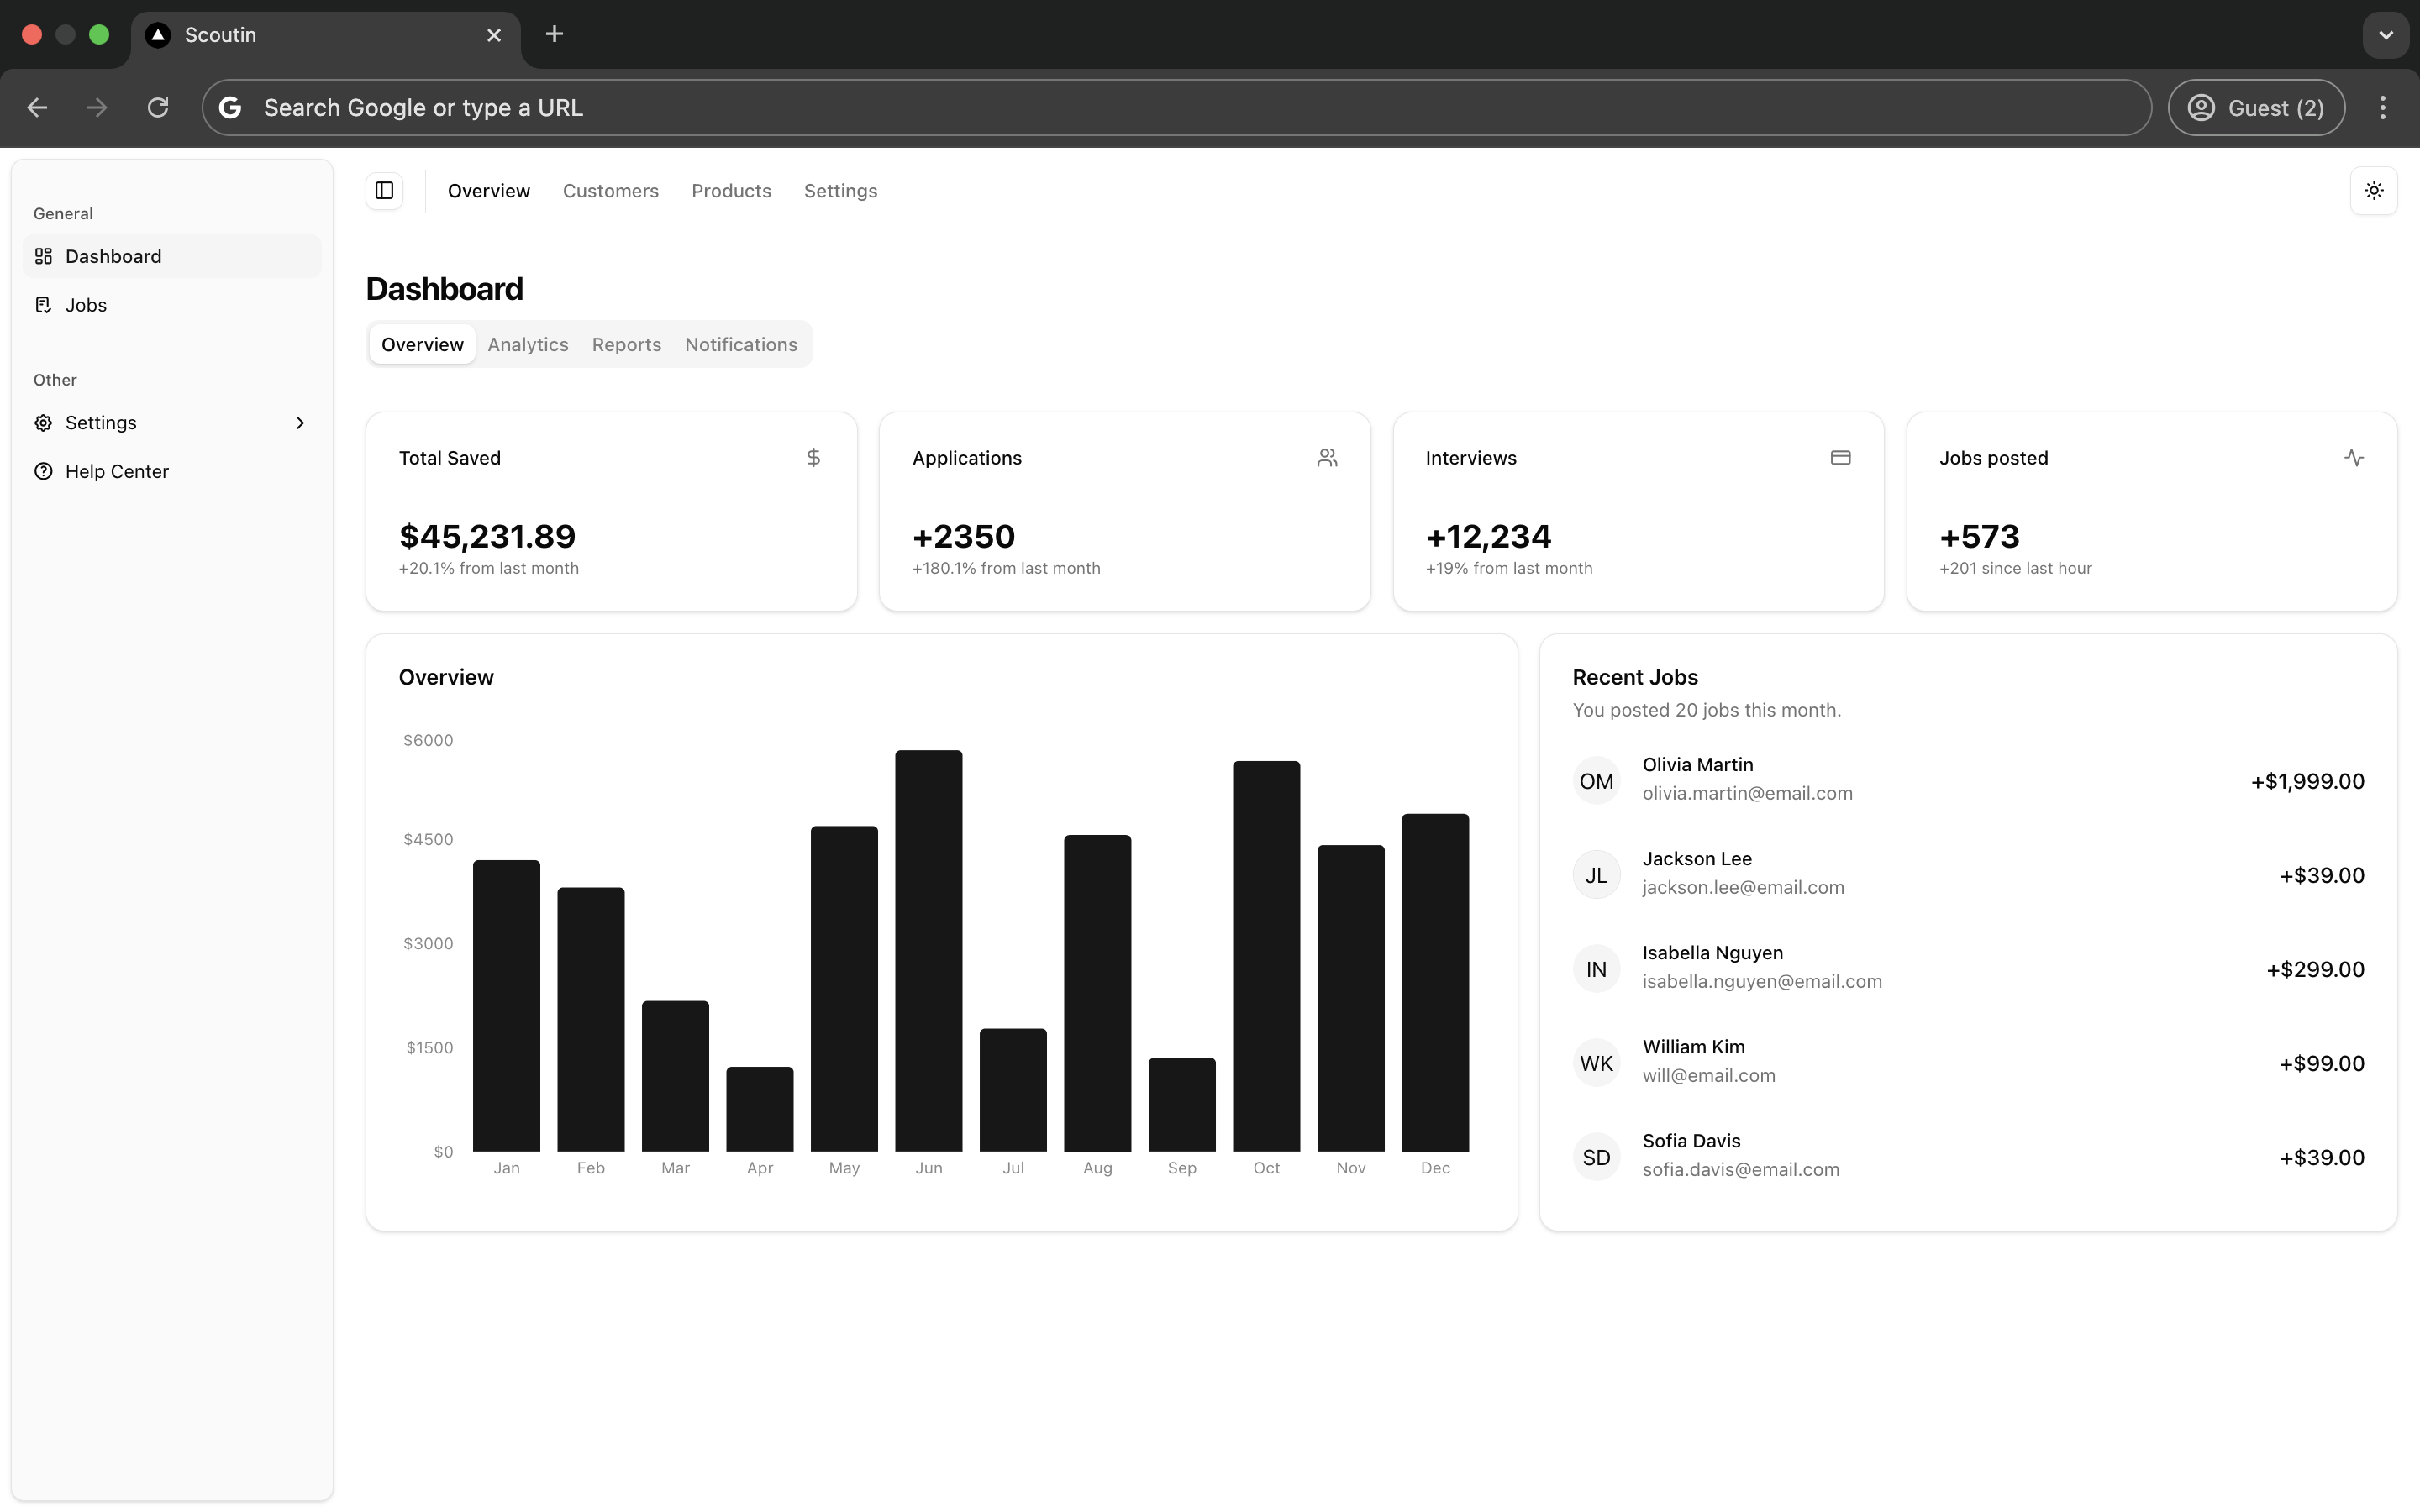 Scoutin
Search Google or type a URL
Guest (2)
General
Dashboard
Jobs
Other
Settings
Help Center
Overview Customers Products Settings
Dashboard
Overview Analytics Reports Notifications
Total Saved
$45,231.89
+20.1% from last month
Applications
+2350
+180.1% from last month
Interviews
+12,234
+19% from last month
Jobs posted
+573
+201 since last hour
Overview
$6000
$4500
$3000
$1500
$0
Jan Feb Mar Apr May Jun Jul Aug Sep Oct Nov Dec
Recent Jobs
You posted 20 jobs this month.
OM
Olivia Martin
olivia.martin@email.com
+$1,999.00
JL
Jackson Lee
jackson.lee@email.com
+$39.00
IN
Isabella Nguyen
isabella.nguyen@email.com
+$299.00
WK
William Kim
will@email.com
+$99.00
SD
Sofia Davis
sofia.davis@email.com
+$39.00